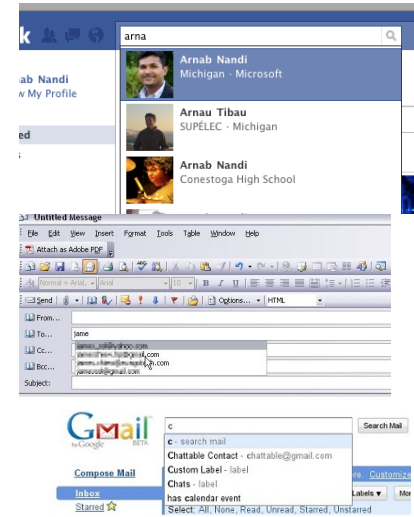 k
arna
Arnab Nandi
Michigan · Microsoft
ab Nandi
w My Profile
Arnau Tibau
SUPÉLEC · Michigan
ed
s
Arnab Nandi
Conestoga High School
Untitled Message
File Edit View Insert Format Tools Table Window Help
Attach as Adobe PDF
Normal + Arial, Arial 10 B I U
Send Options... HTML
From...
To... jame
Cc...
Bcc...
Subject:
c Search Mail
Gmail
by Google BETA
c - search mail
Chattable Contact - chattable@gmail.com
Compose Mail Custom Label - label re. Customize
Chats - label
Inbox has calendar event Labels ▼ Mor
Starred Select: All, None, Read, Unread, Starred, Unstarred